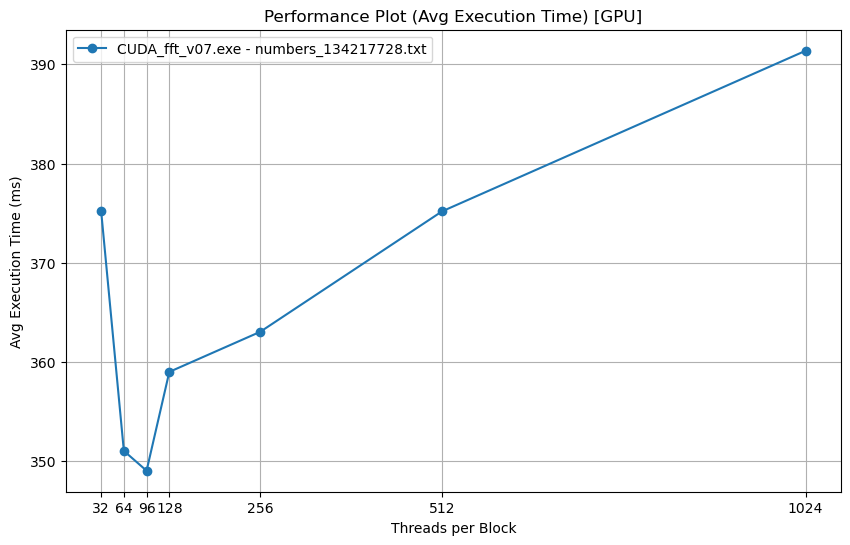 Performance Plot (Avg Execution Time) [GPU]
CUDA_fft_v07.exe - numbers_134217728.txt
Avg Execution Time (ms)
390
380
370
360
350
32 64 96 128 256 512 1024
Threads per Block